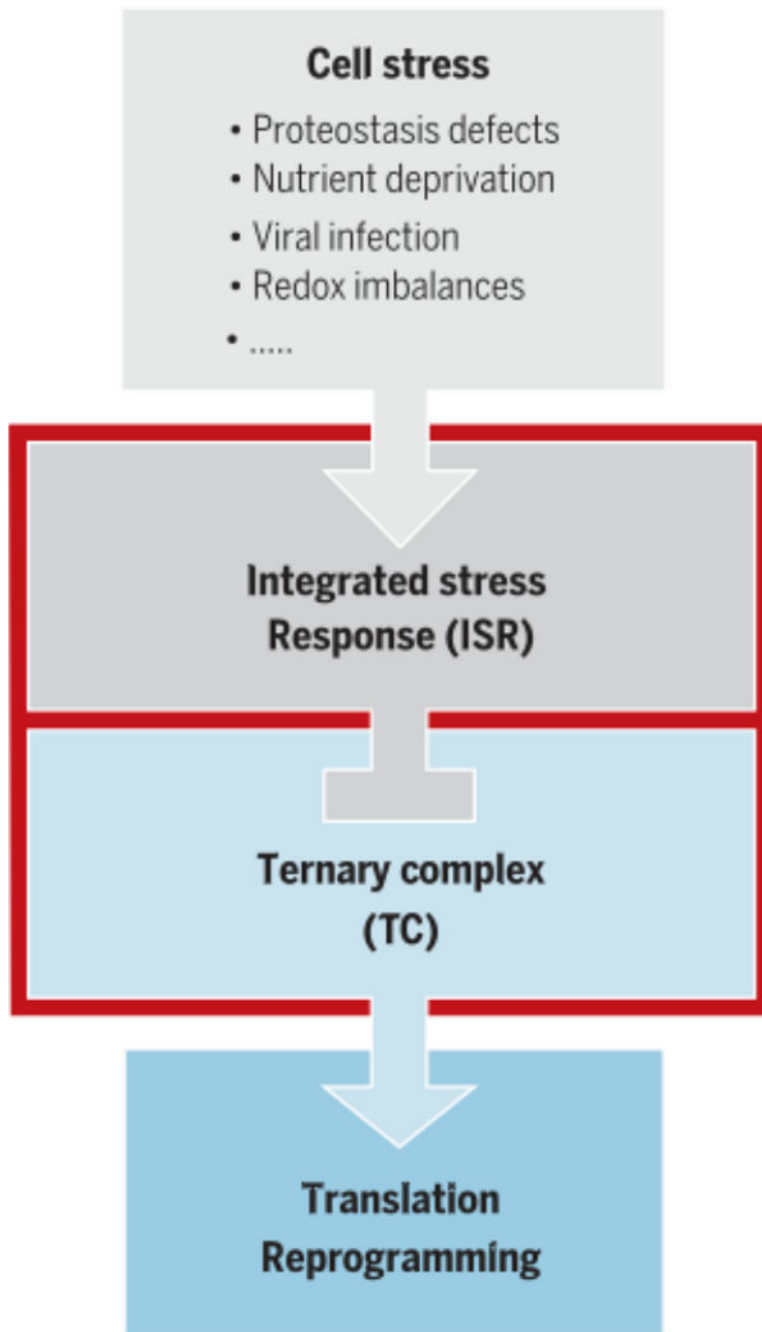 Cell stress
• Proteostasis defects
• Nutrient deprivation
• Viral infection
• Redox imbalances
• .....
Integrated stress
Response (ISR)
Ternary complex
(TC)
Translation
Reprogramming